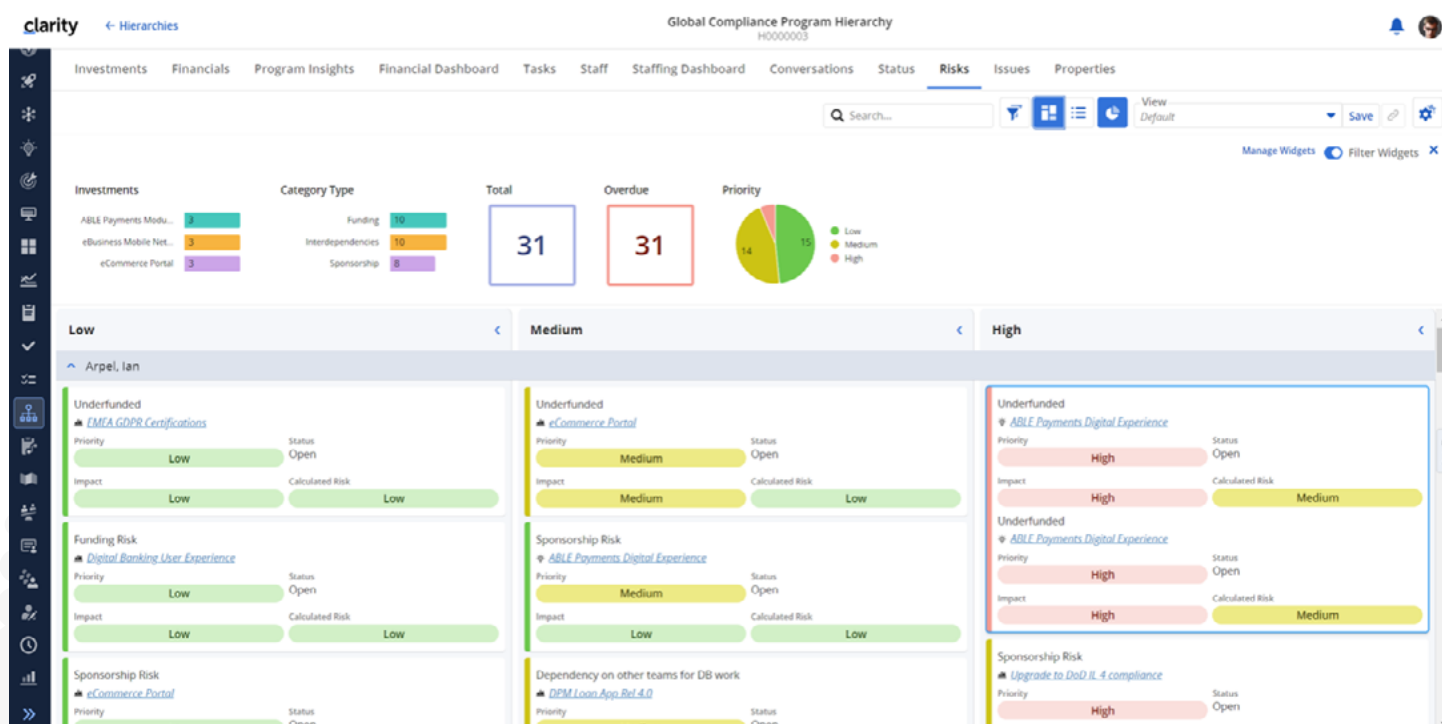 clarity
Hierarchies
Global Compliance Program Hierarchy
H0000003
Investments Financials Program Insights Financial Dashboard Tasks Staff Staffing Dashboard Conversations Status Risks Issues Properties
Search...
View
Default
Save
Manage Widgets
Filter Widgets
Investments
ABLE Payments Modu... 3
eBusiness Mobile Net... 3
eCommerce Portal 3
Category Type
Funding 10
Interdependencies 10
Sponsorship 8
Total
31
Overdue
31
Priority
14
15
Low
Medium
High
Low
Medium
High
Arpel, Ian
Underfunded
EMEA GDPR Certifications
Priority Status
Low Open
Impact Calculated Risk
Low Low
Funding Risk
Digital Banking User Experience
Priority Status
Low Open
Impact Calculated Risk
Low Low
Sponsorship Risk
eCommerce Portal
Priority Status
Open
Underfunded
eCommerce Portal
Priority Status
Medium Open
Impact Calculated Risk
Medium Low
Sponsorship Risk
ABLE Payments Digital Experience
Priority Status
Medium Open
Impact Calculated Risk
Low Low
Dependency on other teams for DB work
DPM Loan App Rel 4.0
Priority Status
Open
Underfunded
ABLE Payments Digital Experience
Priority Status
High Open
Impact Calculated Risk
High Medium
Underfunded
ABLE Payments Digital Experience
Priority Status
High Open
Impact Calculated Risk
High Medium
Sponsorship Risk
Upgrade to DoD IL 4 compliance
Priority Status
High Open